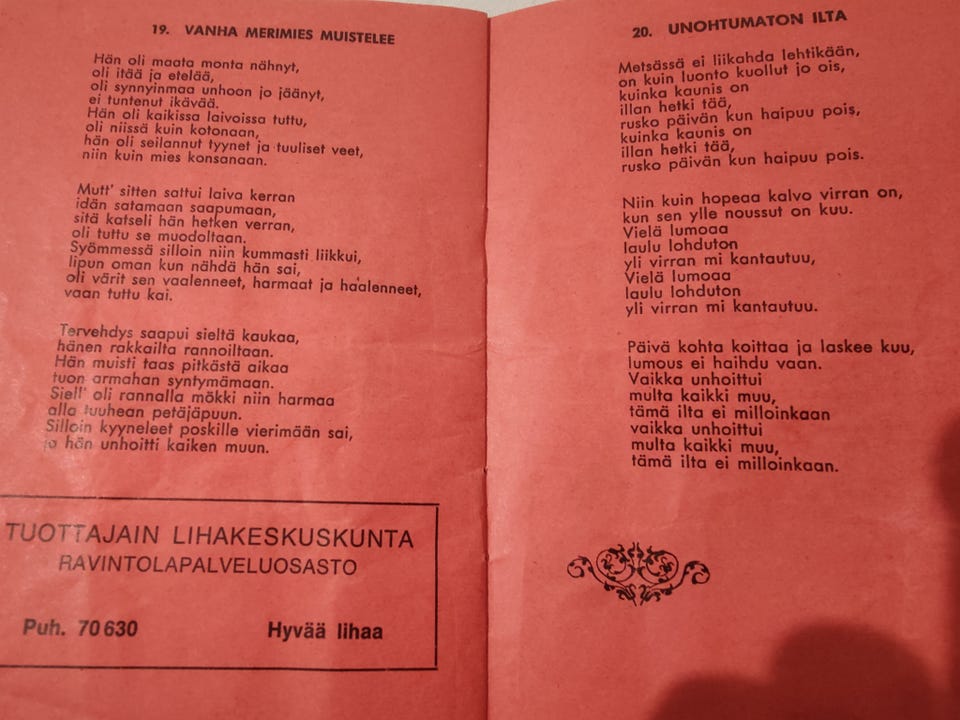 19. VANHA MERIMIES MUISTELEE
Hän oli maata monta nähnyt,
oli itää ja etelää,
oli synnyinmaa unhoon jo jäänyt,
ei tuntenut ikävää.
Hän oli kaikissa laivoissa tuttu,
oli niissä kuin kotonaan,
hän oli seilannut tyynet ja tuuliset veet,
niin kuin mies konsanaan.
Mutt' sitten sattui laiva kerran
idän satamaan saapumaan,
sitä katseli hän hetken verran,
oli tuttu se muodoltaan.
Syömmessä silloin niin kummasti liikkui,
lipun oman kun nähdä hän sai,
oli värit sen vaalenneet, harmaat ja haalenneet,
vaan tuttu kai.
Tervehdys saapui sieltä kaukaa,
hänen rakkailta rannoiltaan.
Hän muisti taas pitkästä aikaa
tuon armahan syntymämaan.
Siell' oli rannalla mökki niin harmaa
alla tuuhean petäjäpuun.
Silloin kyyneleet poskille vierimään sai,
ja hän unhoitti kaiken muun.
TUOTTAJAIN LIHAKESKUSKUNTA
RAVINTOLAPALVELUOSASTO
Puh. 70630 Hyvää lihaa
20. UNOHTUMATON ILTA
Metsässä ei liikahda lehtikään,
on kuin luonto kuollut jo ois,
kuinka kaunis on
illan hetki tää,
rusko päivän kun haipuu pois,
kuinka kaunis on
illan hetki tää,
rusko päivän kun haipuu pois.
Niin kuin hopeaa kalvo virran on,
kun sen ylle noussut on kuu.
Vielä lumoaa
laulu lohduton
yli virran mi kantautuu,
Vielä lumoaa
laulu lohduton
yli virran mi kantautuu.
Päivä kohta koittaa ja laskee kuu,
lumous ei haihdu vaan.
Vaikka unhoittui
multa kaikki muu,
tämä ilta ei milloinkaan
vaikka unhoittui
multa kaikki muu,
tämä ilta ei milloinkaan.